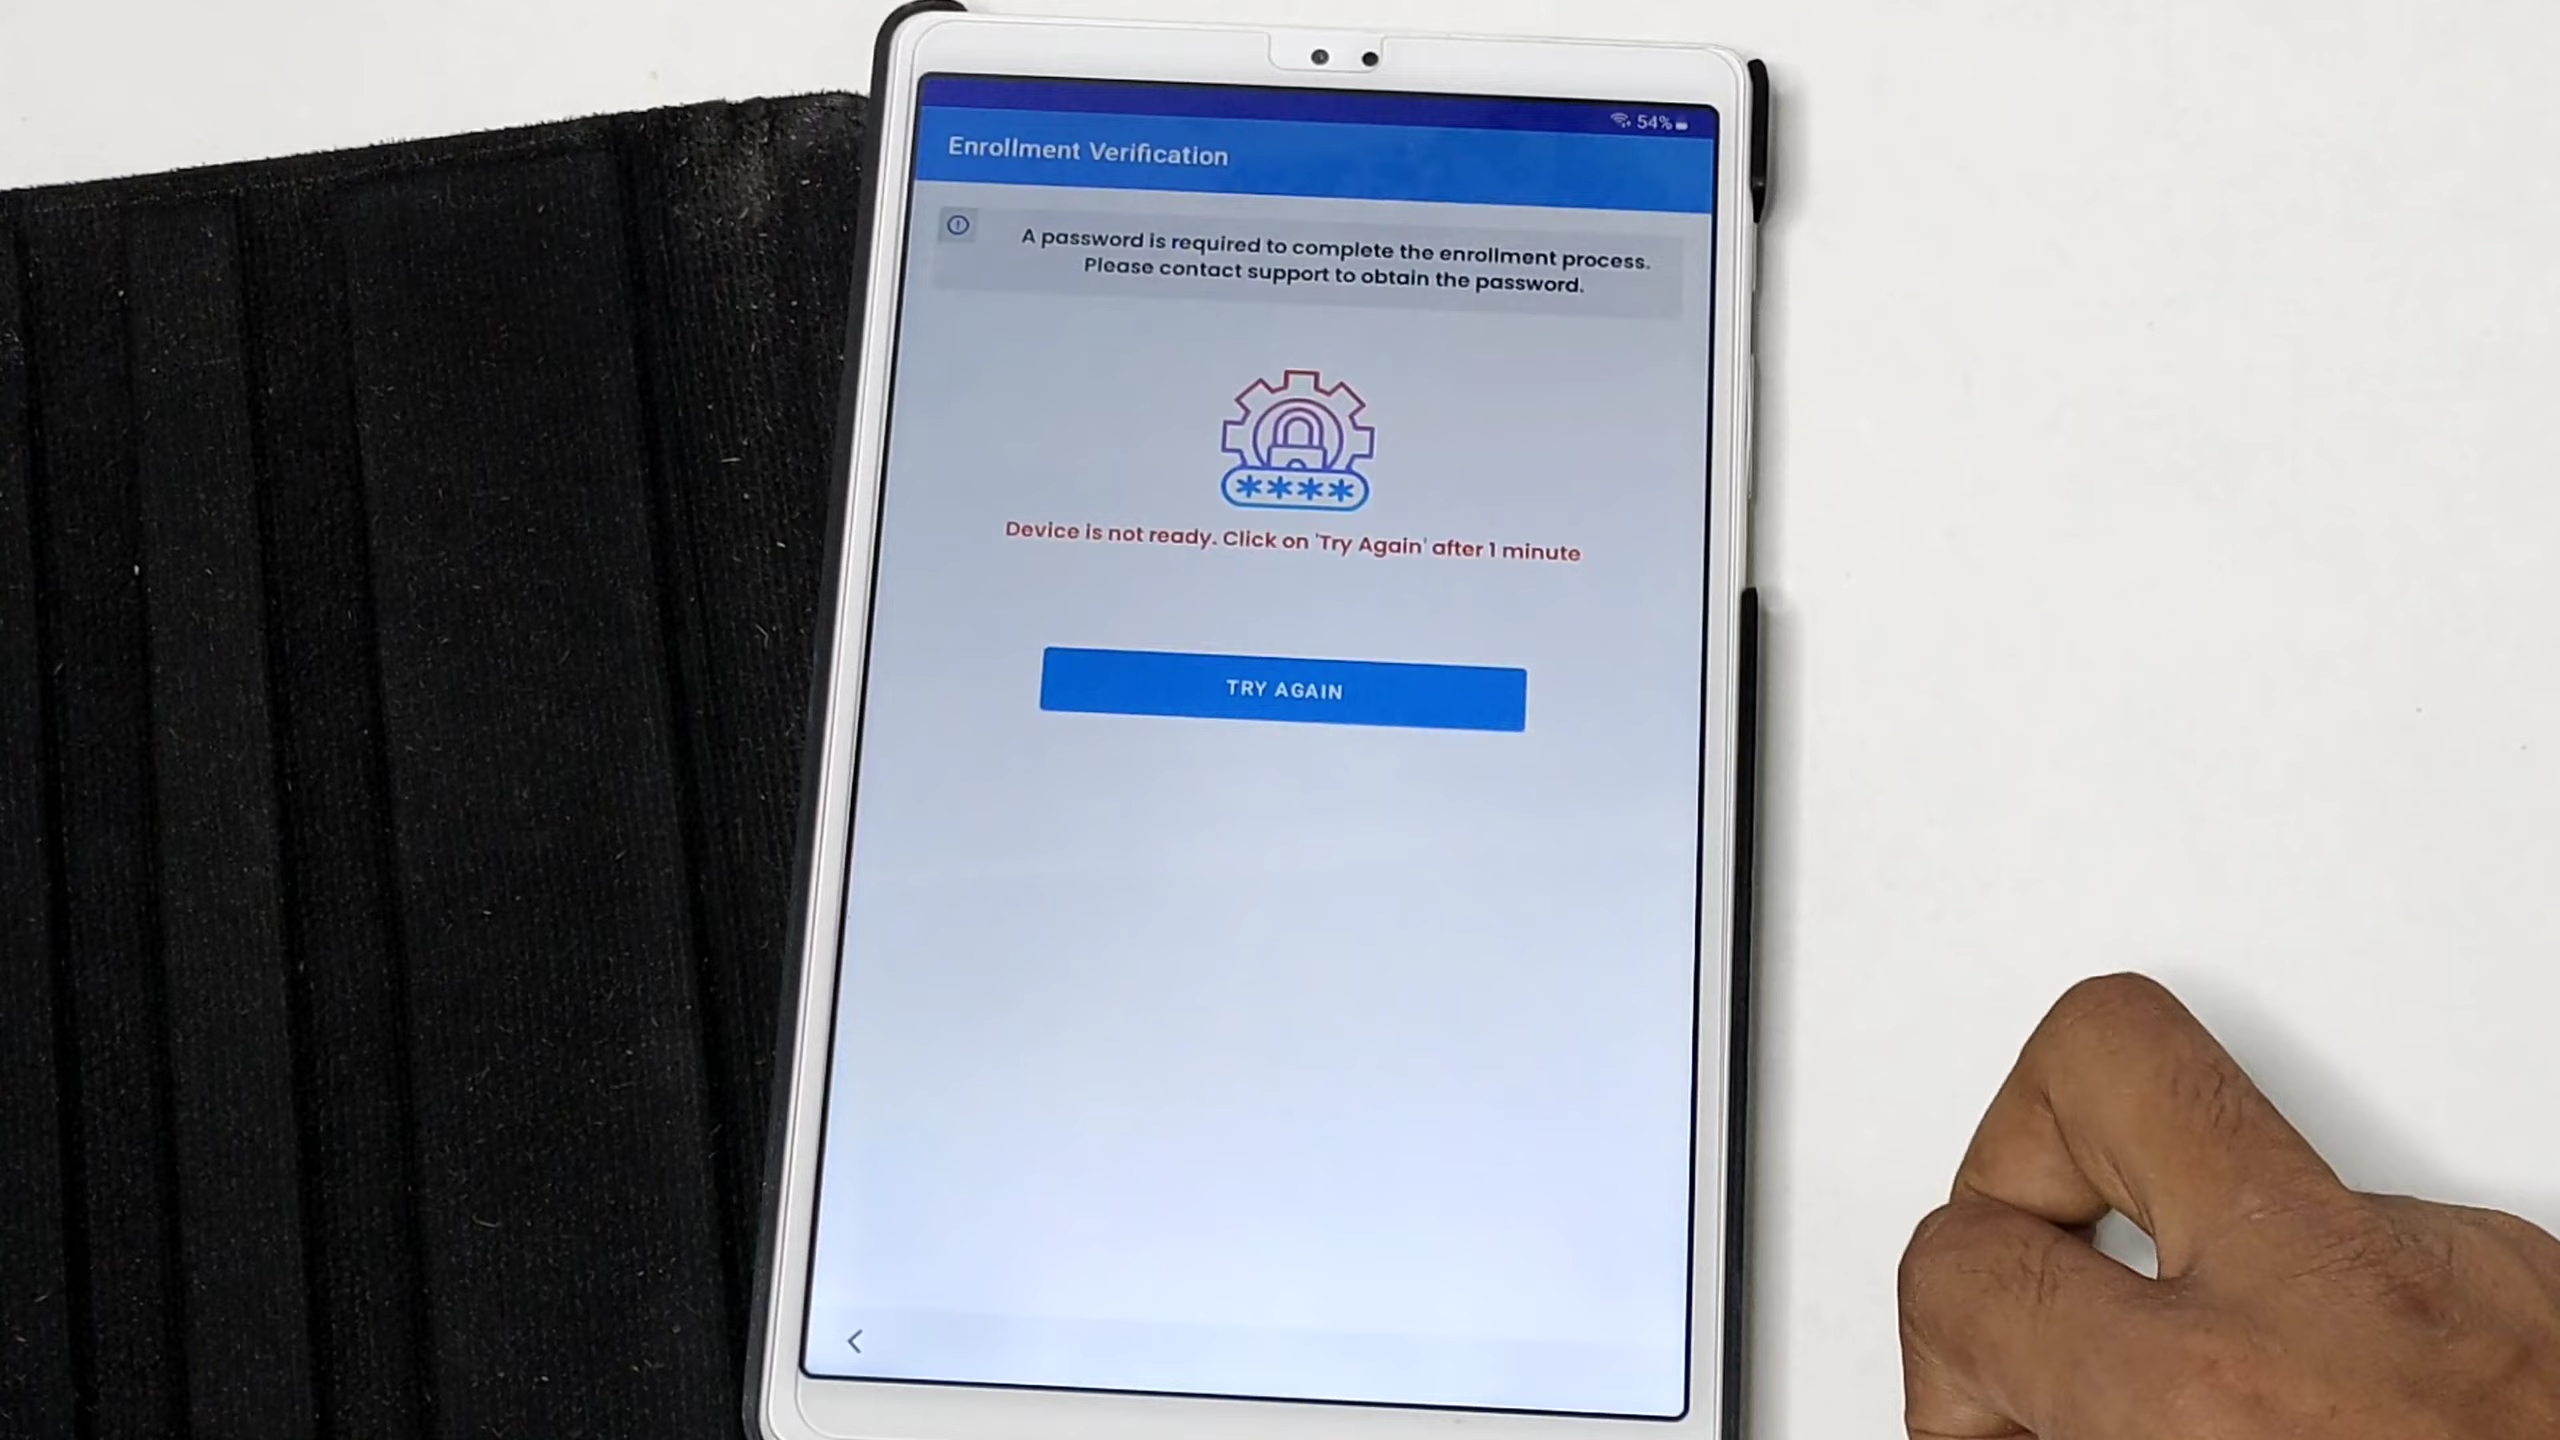 54%
Enrollment Verification
A password is required to complete the enrollment process.
Please contact support to obtain the password.
****
Device is not ready. Click on 'Try Again' after 1 minute
TRY AGAIN